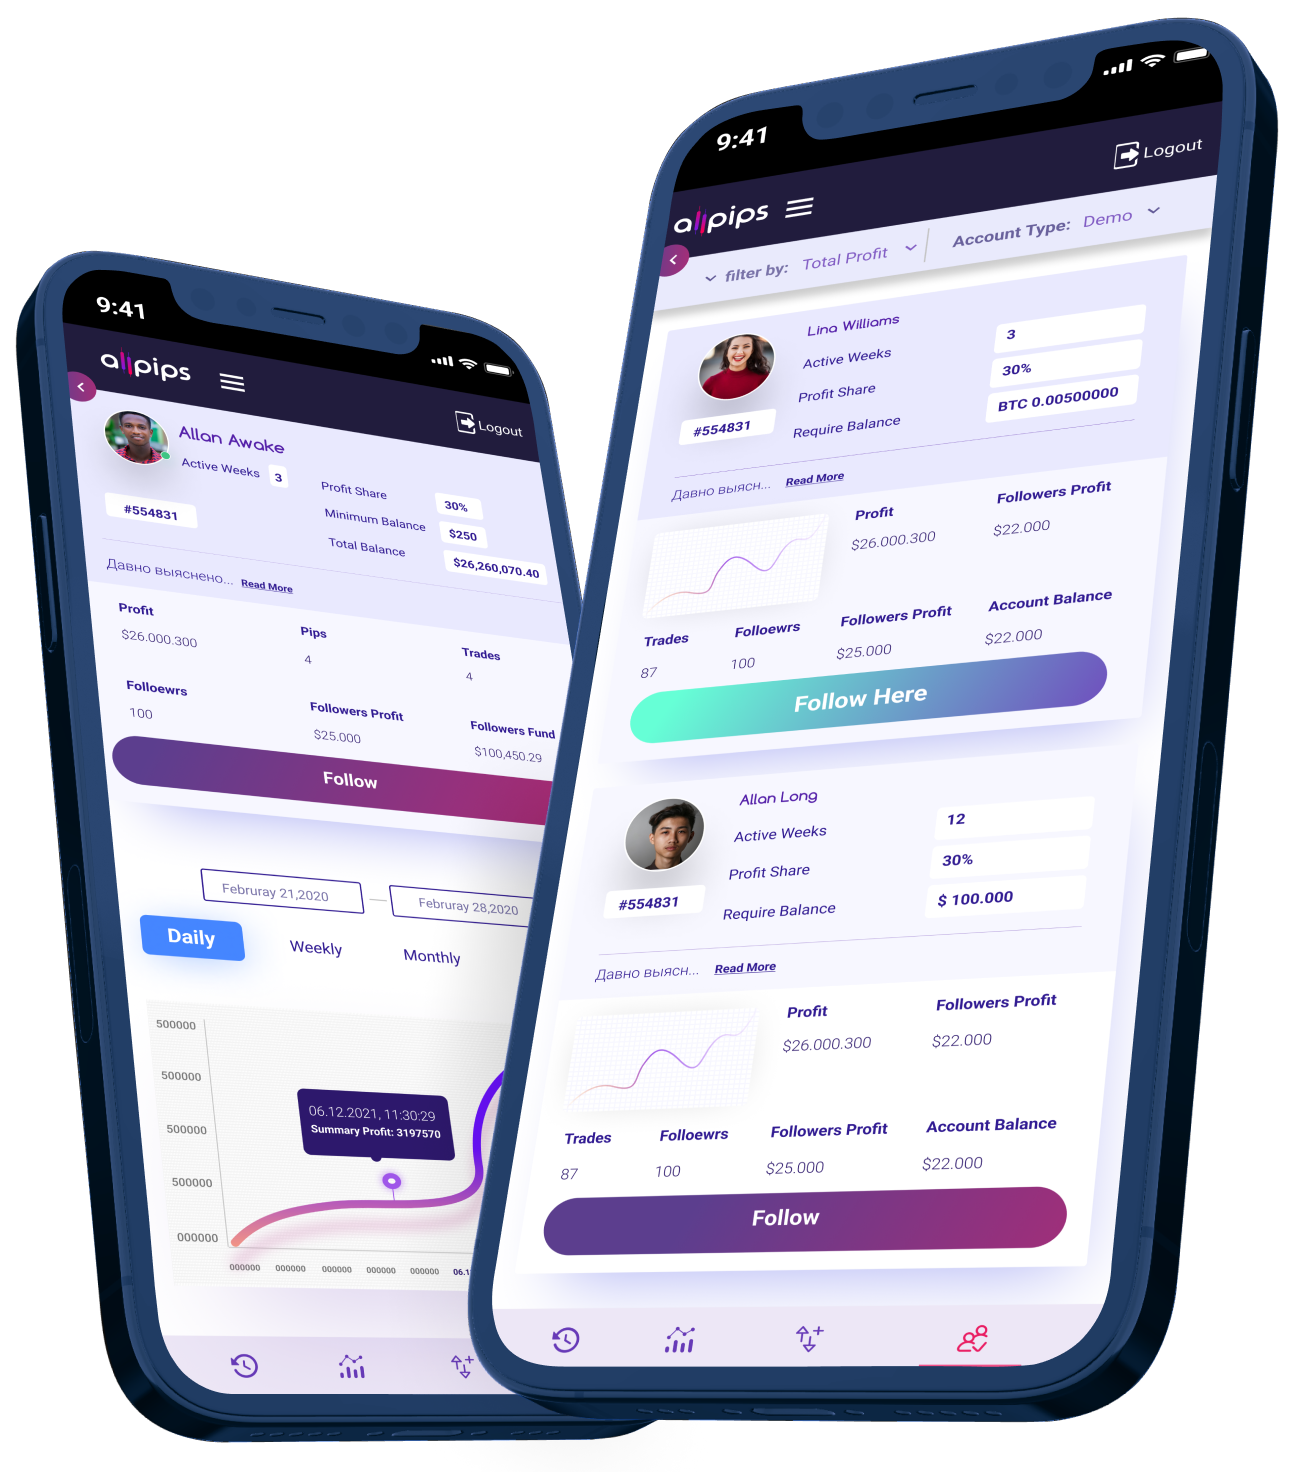 9:41
allpips
Logout
Allan Awake
Active Weeks 3
#554831
Profit Share 30%
Minimum Balance $250
Total Balance $26,260,070.40
Давно выяснено... Read More
Profit Pips Trades
$26.000.300 4 4
Folloewrs Followers Profit Followers Fund
100 $25.000 $100,450.29
Follow
Februray 21,2020 — Februray 28,2020
Daily Weekly Monthly
500000
500000
500000
500000
000000
06.12.2021, 11:30:29
Summary Profit: 3197570
000000 000000 000000 000000 000000 06.1
9:41
allpips
Logout
filter by: Total Profit Account Type: Demo
Lina Williams
Active Weeks 3
Profit Share 30%
Require Balance BTC 0.00500000
#554831
Давно выясн... Read More
Profit Followers Profit
$26.000.300 $22.000
Trades Folloewrs Followers Profit Account Balance
87 100 $25.000 $22.000
Follow Here
Allan Long
Active Weeks 12
Profit Share 30%
Require Balance $ 100.000
#554831
Давно выясн... Read More
Profit Followers Profit
$26.000.300 $22.000
Trades Folloewrs Followers Profit Account Balance
87 100 $25.000 $22.000
Follow